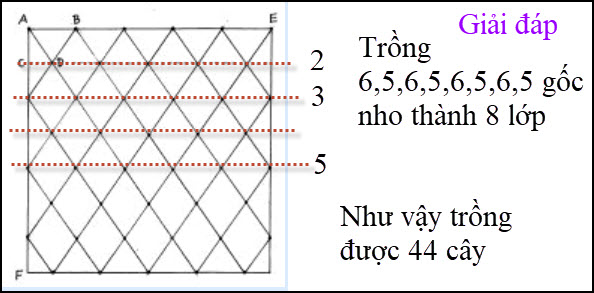 A B E
Giải đáp
C D 2
Trồng
6,5,6,5,6,5,6,5 gốc
3
nho thành 8 lớp
5
Như vậy trồng
được 44 cây
F